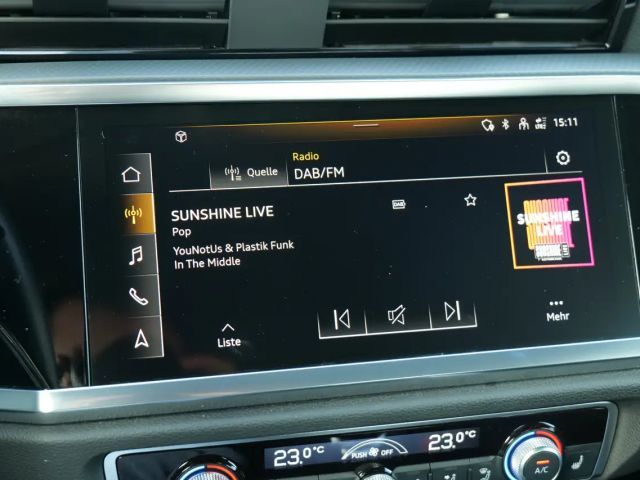 15:11
Radio
Quelle
DAB/FM
SUNSHINE LIVE
DAB
Pop
YouNotUs & Plastik Funk
In The Middle
SUNSHINE
LIVE
Liste
Mehr
23.0°C
PUSH OFF
23.0°C
A/C